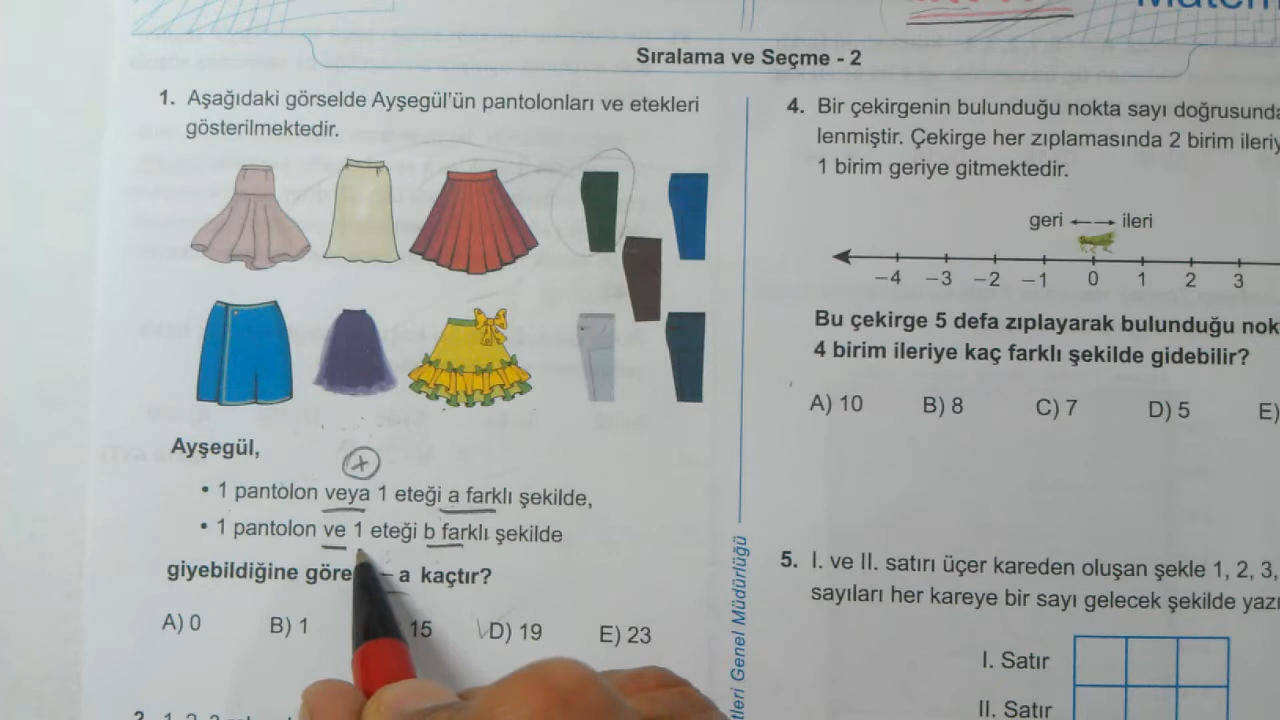 Sıralama ve Seçme - 2
1. Aşağıdaki görselde Ayşegül'ün pantolonları ve etekleri
gösterilmektedir.
Ayşegül,
+
• 1 pantolon veya 1 eteği a farklı şekilde,
• 1 pantolon ve 1 eteği b farklı şekilde
giyebildiğine göre – a kaçtır?
A) 0 B) 1 15 D) 19 E) 23
4. Bir çekirgenin bulunduğu nokta sayı doğrusunda
lenmiştir. Çekirge her zıplamasında 2 birim ileriy
1 birim geriye gitmektedir.
geri ←→ ileri
−4 −3 −2 −1 0 1 2 3
Bu çekirge 5 defa zıplayarak bulunduğu nok
4 birim ileriye kaç farklı şekilde gidebilir?
A) 10 B) 8 C) 7 D) 5 E)
tleri Genel Müdürlüğü
5. I. ve II. satırı üçer kareden oluşan şekle 1, 2, 3,
sayıları her kareye bir sayı gelecek şekilde yazı
I. Satır
II. Satır